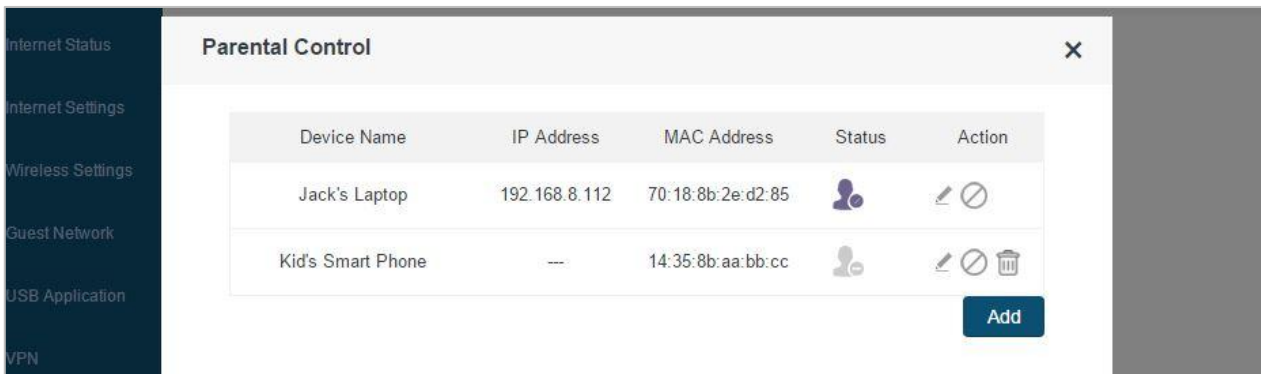 Internet Status
Internet Settings
Wireless Settings
Guest Network
USB Application
VPN
Parental Control
Device Name IP Address MAC Address Status Action
Jack's Laptop 192.168.8.112 70:18:8b:2e:d2:85
Kid's Smart Phone --- 14:35:8b:aa:bb:cc
Add